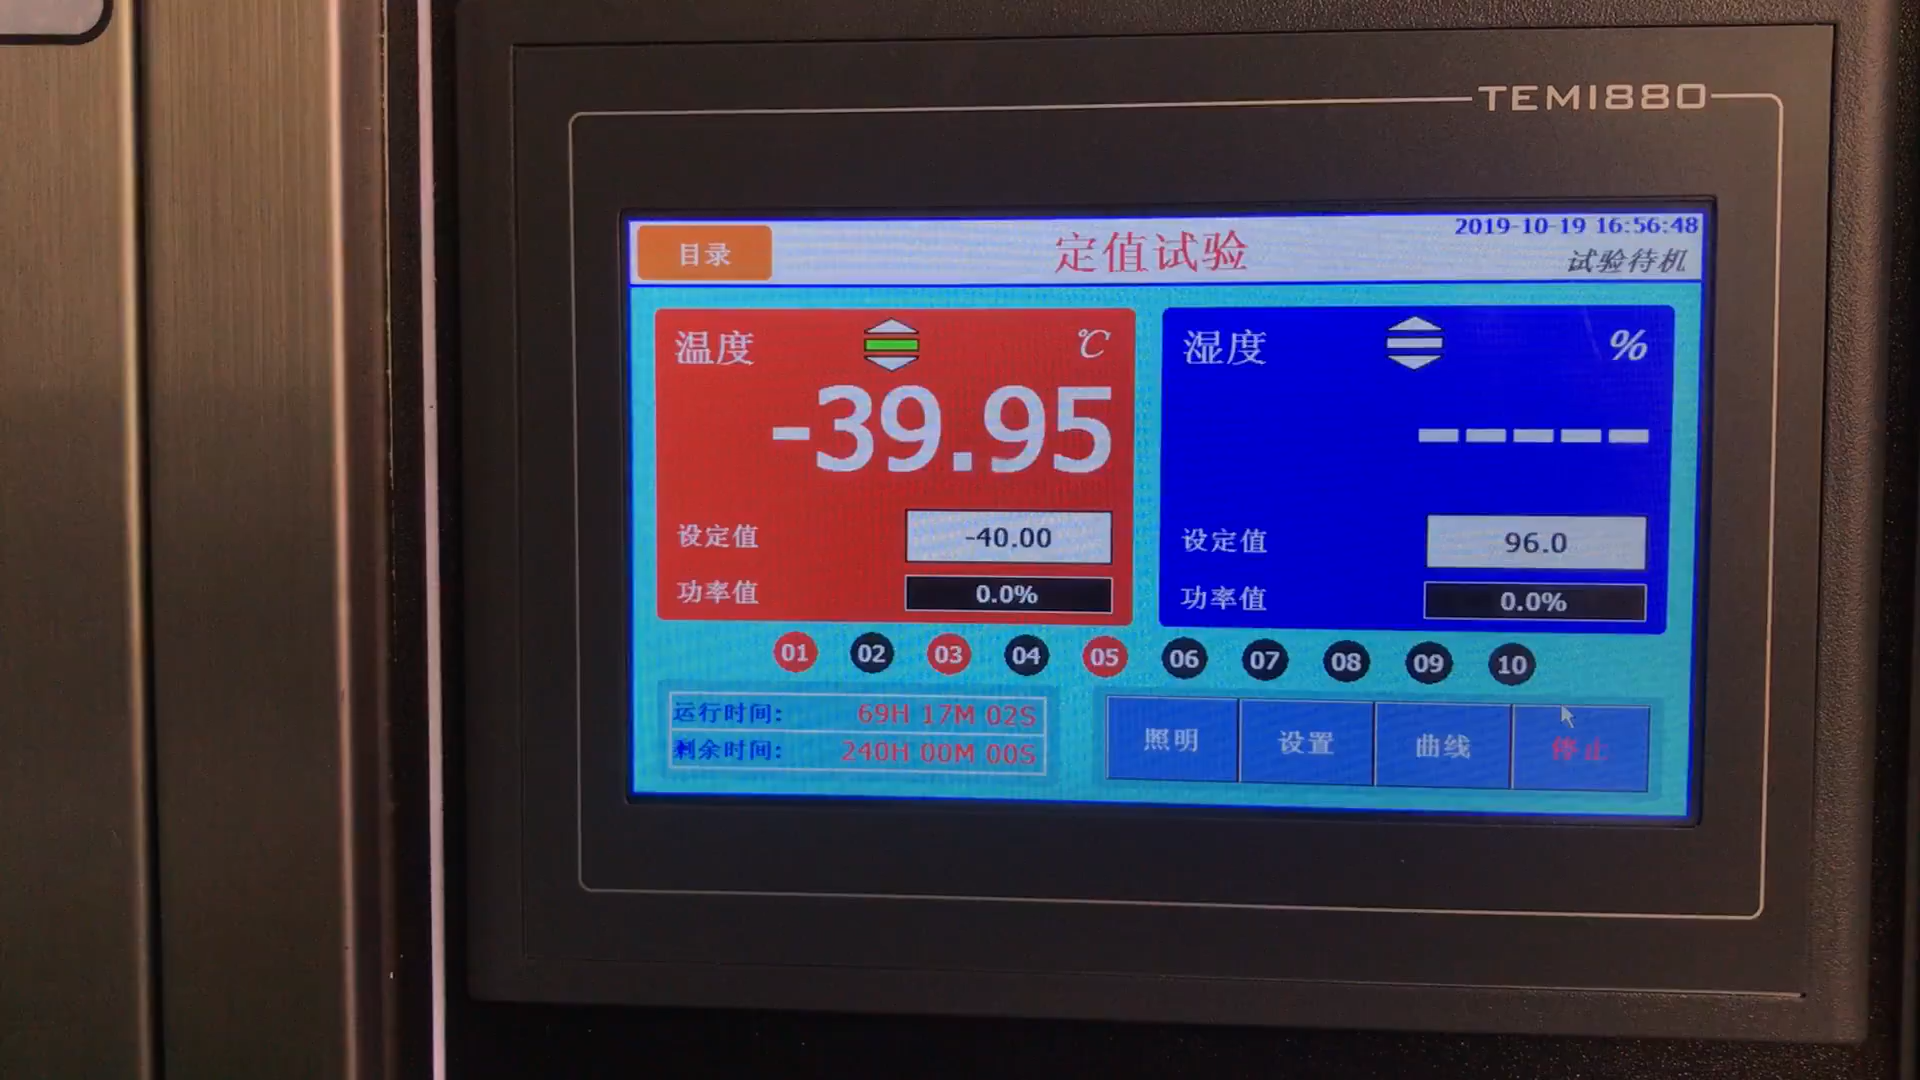 TEMI880
2019-10-19 16:56:48
目录
定值试验
试验待机
温度
℃
-39.95
设定值
-40.00
功率值
0.0%
湿度
%
-----
设定值
96.0
功率值
0.0%
01 02 03 04 05 06 07 08 09 10
运行时间: 69H 17M 02S
剩余时间: 240H 00M 00S
照明
设置
曲线
停止